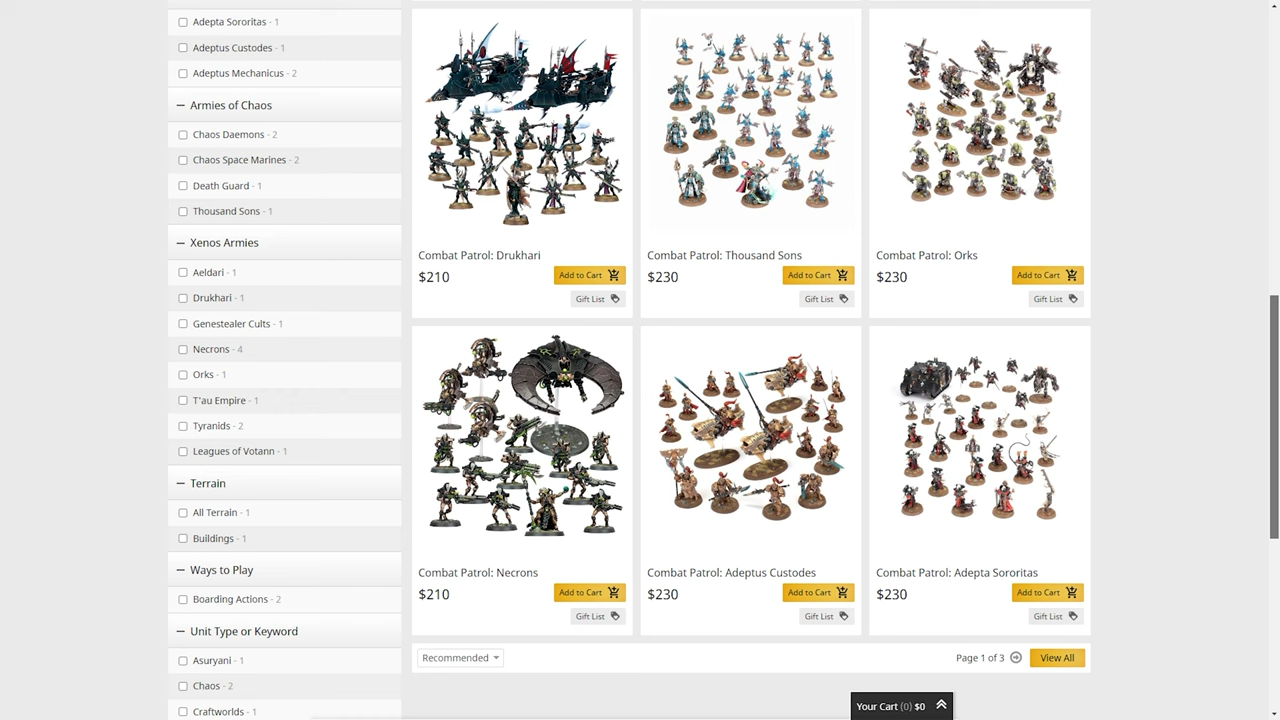 Adepta Sororitas - 1
Adeptus Custodes - 1
Adeptus Mechanicus - 2
Armies of Chaos
Chaos Daemons - 2
Chaos Space Marines - 2
Death Guard - 1
Thousand Sons - 1
Xenos Armies
Aeldari - 1
Drukhari - 1
Genestealer Cults - 1
Necrons - 4
Orks - 1
T'au Empire - 1
Tyranids - 2
Leagues of Votann - 1
Terrain
All Terrain - 1
Buildings - 1
Ways to Play
Boarding Actions - 2
Unit Type or Keyword
Asuryani - 1
Chaos - 2
Combat Patrol: Drukhari
$210
Add to Cart
Gift List
Combat Patrol: Thousand Sons
$230
Add to Cart
Gift List
Combat Patrol: Orks
$230
Add to Cart
Gift List
Combat Patrol: Necrons
$210
Add to Cart
Gift List
Combat Patrol: Adeptus Custodes
$230
Add to Cart
Gift List
Combat Patrol: Adepta Sororitas
$230
Add to Cart
Gift List
Recommended
Page 1 of 3
View All
Your Cart (0) $0